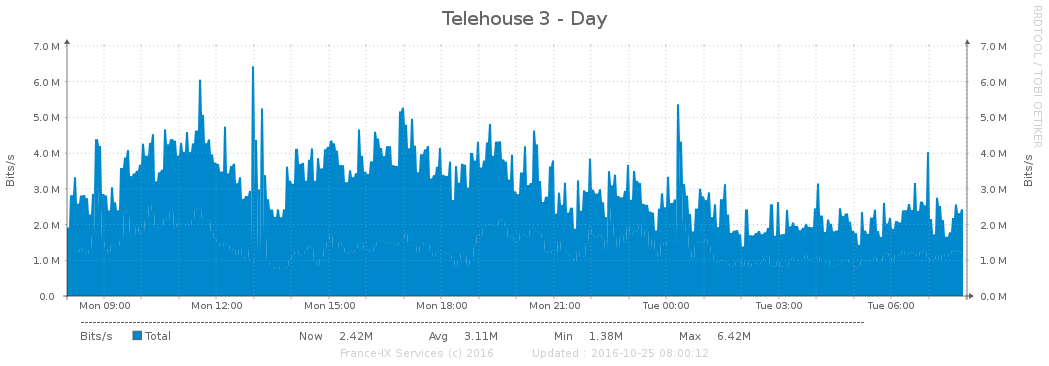 Telehouse 3 - Day
RRDTOOL / TOBI OETIKER
7.0 M 7.0 M
6.0 M 6.0 M
5.0 M 5.0 M
4.0 M 4.0 M
Bits/s Bits/s
3.0 M 3.0 M
2.0 M 2.0 M
1.0 M 1.0 M
0.0 0.0 M
Mon 09:00 Mon 12:00 Mon 15:00 Mon 18:00 Mon 21:00 Tue 00:00 Tue 03:00 Tue 06:00
Bits/s Total Now 2.42M Avg 3.11M Min 1.38M Max 6.42M
France-IX Services (c) 2016 Updated : 2016-10-25 08:00:12